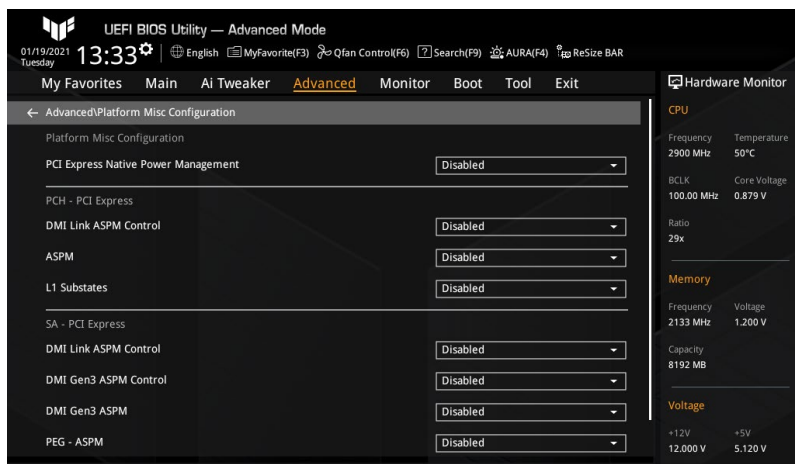 UEFI BIOS Utility — Advanced Mode
01/19/2021 Tuesday 13:33 English MyFavorite(F3) Qfan Control(F6) ? Search(F9) AURA(F4) ReSize BAR
My Favorites Main Ai Tweaker Advanced Monitor Boot Tool Exit
← Advanced\Platform Misc Configuration
Platform Misc Configuration
PCI Express Native Power Management Disabled
PCH - PCI Express
DMI Link ASPM Control Disabled
ASPM Disabled
L1 Substates Disabled
SA - PCI Express
DMI Link ASPM Control Disabled
DMI Gen3 ASPM Control Disabled
DMI Gen3 ASPM Disabled
PEG - ASPM Disabled
Hardware Monitor
CPU
Frequency Temperature
2900 MHz 50°C
BCLK Core Voltage
100.00 MHz 0.879 V
Ratio
29x
Memory
Frequency Voltage
2133 MHz 1.200 V
Capacity
8192 MB
Voltage
+12V +5V
12.000 V 5.120 V